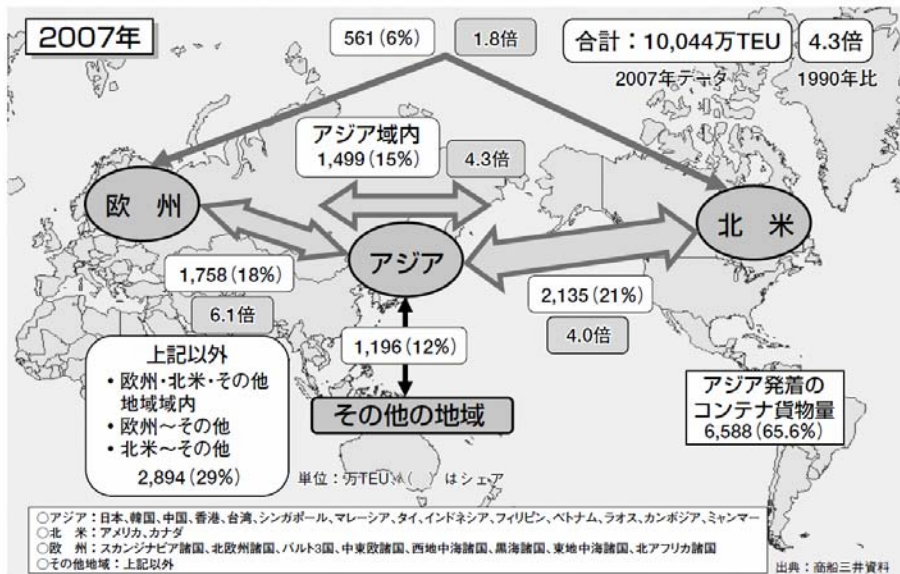 2007年
561(6%)
1.8倍
合計：10,044万TEU
4.3倍
2007年データ
1990年比
アジア域内
1,499(15%)
4.3倍
欧　州
アジア
北　米
1,758(18%)
6.1倍
2,135(21%)
4.0倍
1,196(12%)
上記以外
・欧州・北米・その他
地域域内
・欧州～その他
・北米～その他
2,894(29%)
その他の地域
アジア発着の
コンテナ貨物量
6,588(65.6%)
単位：万TEU、（　）はシェア
○アジア：日本、韓国、中国、香港、台湾、シンガポール、マレーシア、タイ、インドネシア、フィリピン、ベトナム、ラオス、カンボジア、ミャンマー
○北　米：アメリカ、カナダ
○欧　州：スカンジナビア諸国、北欧州諸国、バルト3国、中東欧諸国、西地中海諸国、黒海諸国、東地中海諸国、北アフリカ諸国
○その他地域：上記以外
出典：商船三井資料